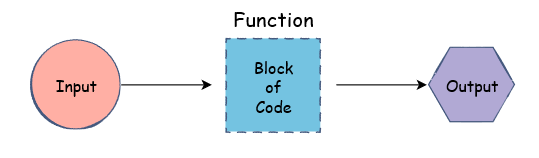 Function
Input
Block
of
Code
Output